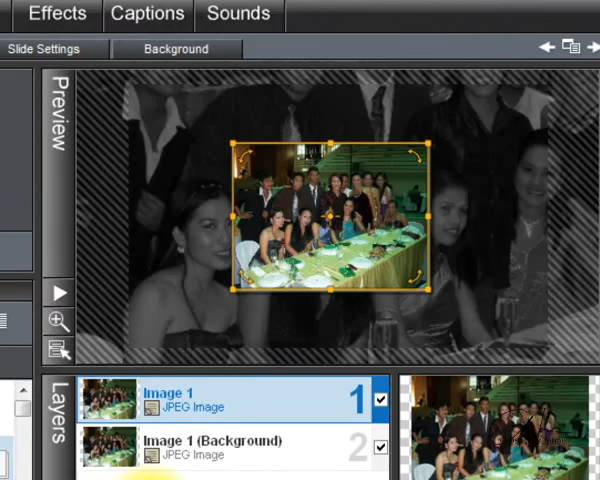 Effects Captions Sounds
Slide Settings Background
Preview
Layers
Image 1
JPEG Image
1
Image 1 (Background)
JPEG Image
2